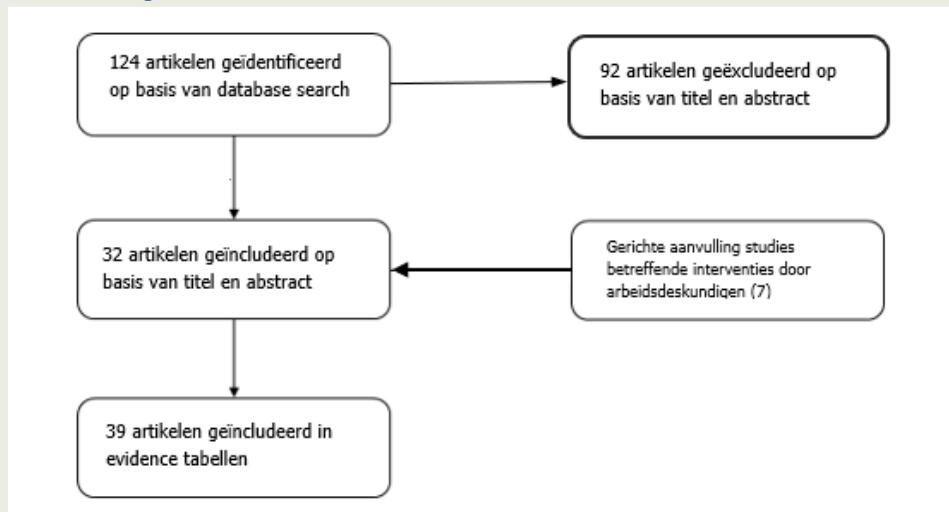 124 artikelen geïdentificeerd
op basis van database search
92 artikelen geëxcludeerd op
basis van titel en abstract
32 artikelen geïncludeerd op
basis van titel en abstract
Gerichte aanvulling studies
betreffende interventies door
arbeidsdeskundigen (7)
39 artikelen geïncludeerd in
evidence tabellen